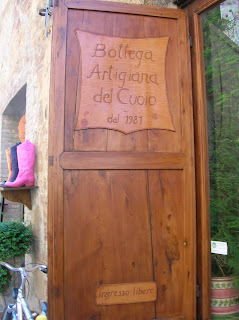 Bottega
Artigiana
del Cuoio
dal 1981
ingresso libero